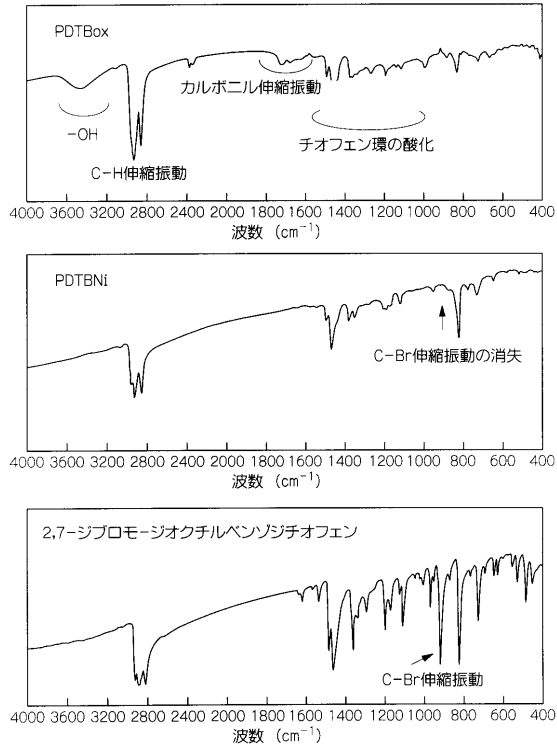 PDTBox
カルボニル伸縮振動
-OH
チオフェン環の酸化
C-H伸縮振動
4000 3600 3200 2800 2400 2000 1800 1600 1400 1200 1000 800 600 400
波数 (cm⁻¹)
PDTBNi
C-Br伸縮振動の消失
4000 3600 3200 2800 2400 2000 1800 1600 1400 1200 1000 800 600 400
波数 (cm⁻¹)
2,7-ジブロモージオクチルベンゾジチオフェン
C-Br伸縮振動
4000 3600 3200 2800 2400 2000 1800 1600 1400 1200 1000 800 600 400
波数 (cm⁻¹)